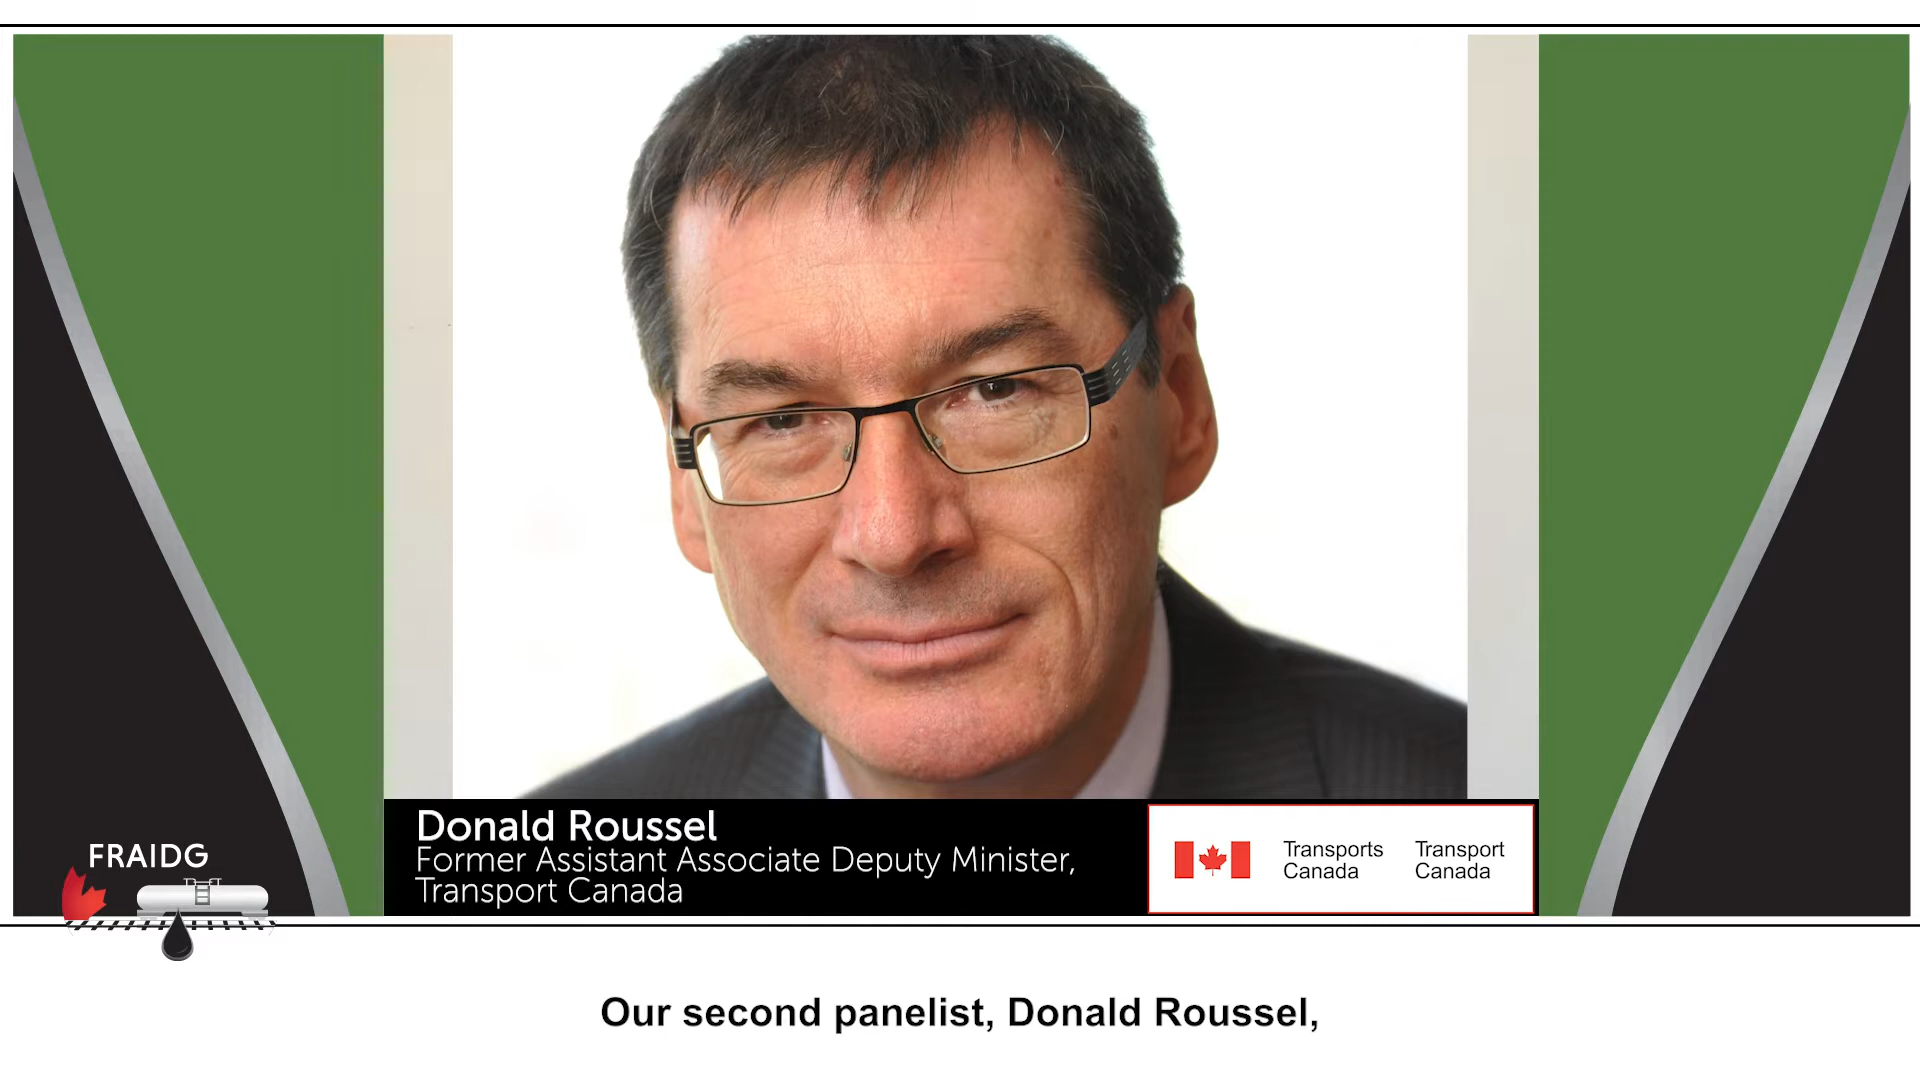 Donald Roussel
Former Assistant Associate Deputy Minister,
Transport Canada
Transports
Canada
Transport
Canada
FRAIDG
Our second panelist, Donald Roussel,